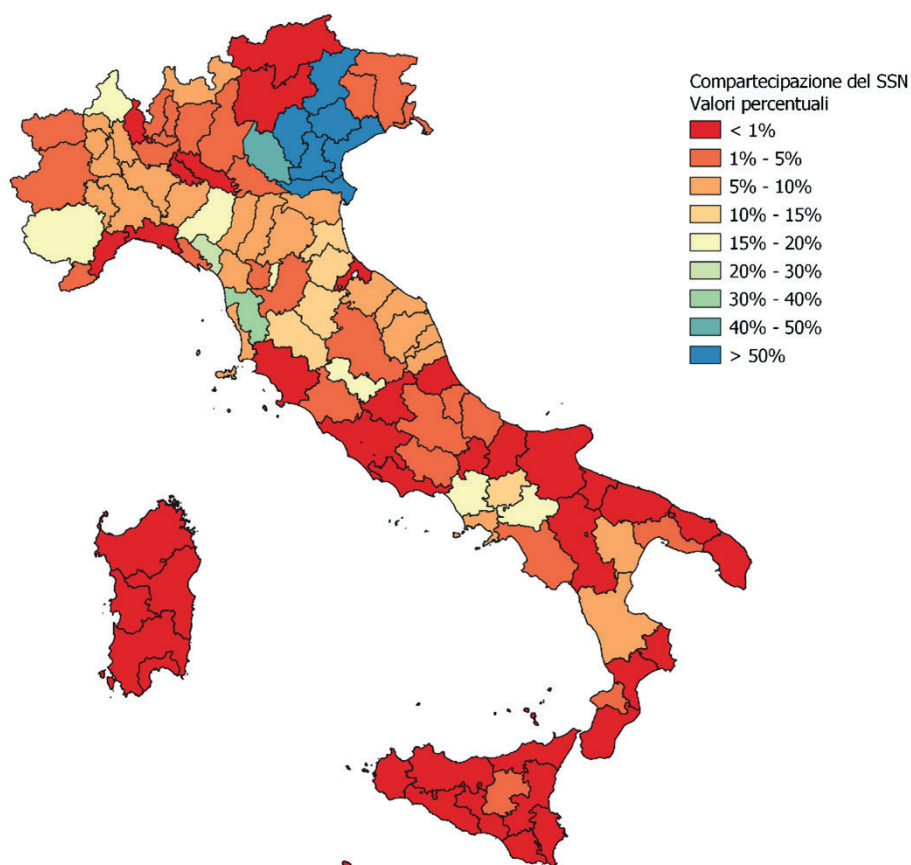 Compartecipazione del SSN
Valori percentuali
< 1%
1% - 5%
5% - 10%
10% - 15%
15% - 20%
20% - 30%
30% - 40%
40% - 50%
> 50%